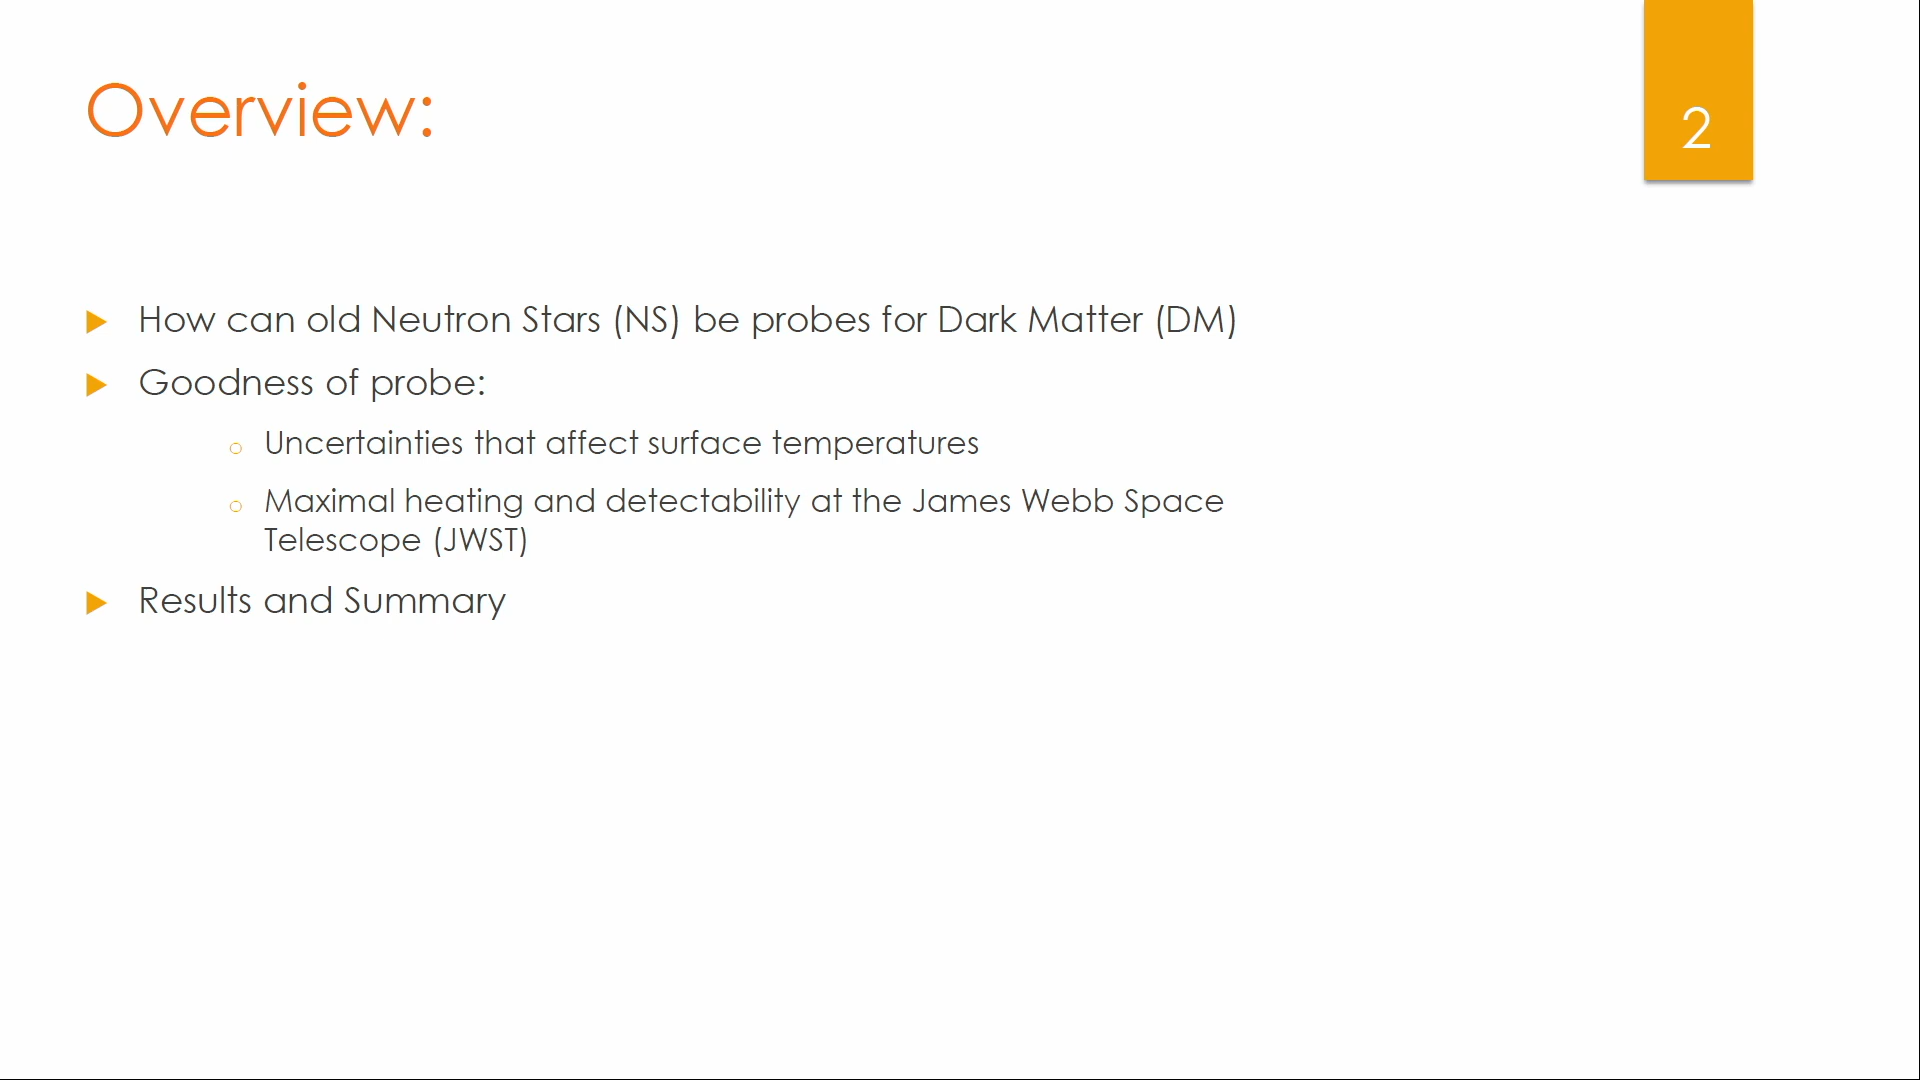 Overview:
2
How can old Neutron Stars (NS) be probes for Dark Matter (DM)
Goodness of probe:
Uncertainties that affect surface temperatures
Maximal heating and detectability at the James Webb Space
Telescope (JWST)
Results and Summary